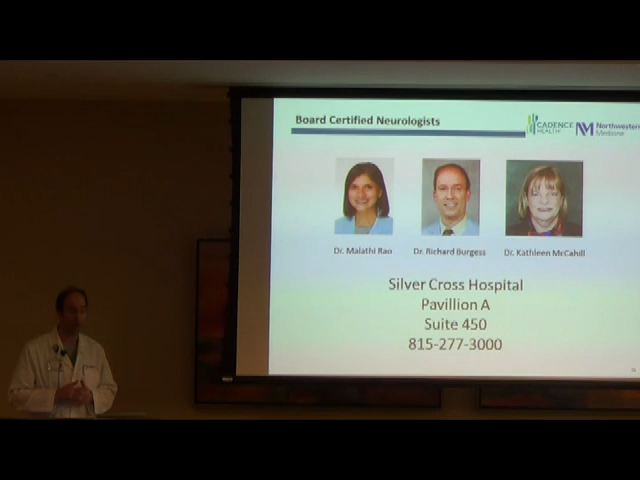 Board Certified Neurologists
CADENCE
HEALTH
NM
Northwestern
Medicine
Dr. Malathi Rao
Dr. Richard Burgess
Dr. Kathleen McCahill
Silver Cross Hospital
Pavillion A
Suite 450
815-277-3000